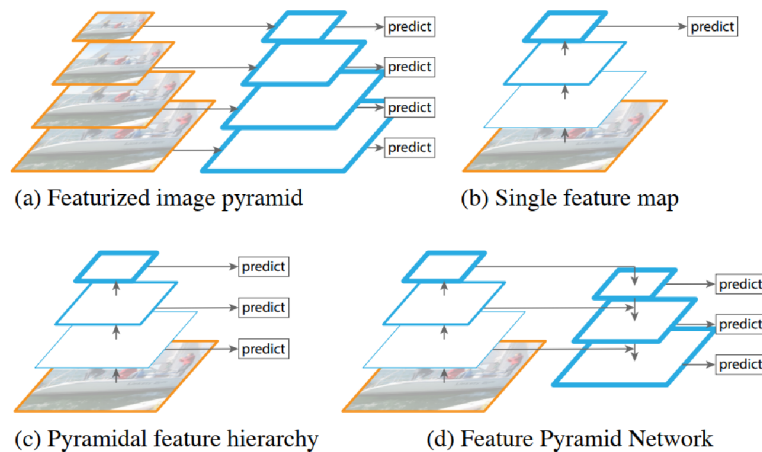 predict
predict
predict
predict
(a) Featurized image pyramid
predict
(b) Single feature map
predict
predict
predict
(c) Pyramidal feature hierarchy
predict
predict
predict
(d) Feature Pyramid Network